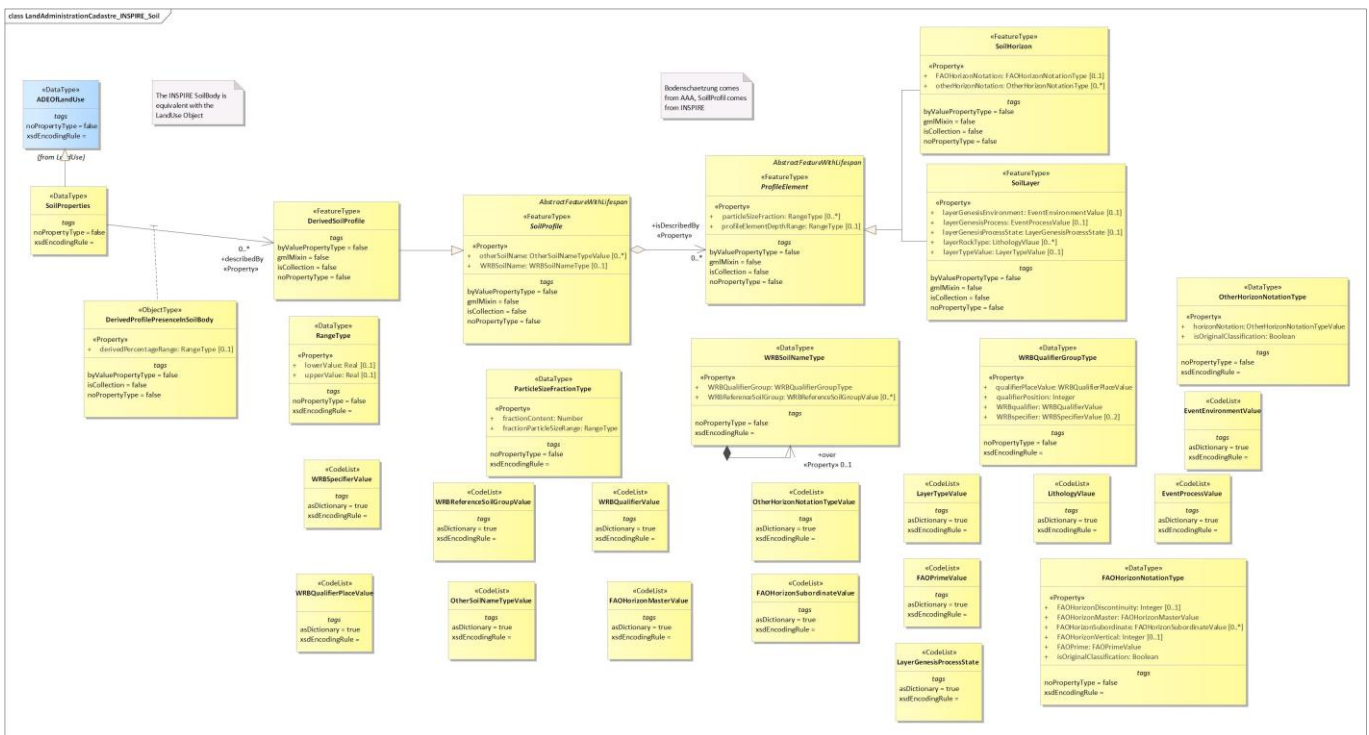 class LandAdministrationCadastre_INSPIRE_Soil
«DataType»
ADEOfLandUse
tags
noPropertyType = false
xsdEncodingRule =
(from LandUse)
The INSPIRE SoilBody is
equivalent with the
LandUse Object
Bodenschaetzung comes
from AAA, SoillProfil comes
from INSPIRE
«FeatureType»
SoilHorizon
«Property»
+ FAOHorizonNotation: FAOHorizonNotationType [0..1]
+ otherHorizonNotation: OtherHorizonNotationType [0..*]
tags
byValuePropertyType = false
gmlMixin = false
isCollection = false
noPropertyType = false
«DataType»
SoilProperties
tags
noPropertyType = false
xsdEncodingRule =
0..*
+describedBy
«Property»
«FeatureType»
DerivedSoilProfile
tags
byValuePropertyType = false
gmlMixin = false
isCollection = false
noPropertyType = false
AbstractFeatureWithLifespan
«FeatureType»
SoilProfile
«Property»
+ otherSoilName: OtherSoilNameTypeValue [0..*]
+ WRBSoilName: WRBSoilNameType [0..1]
tags
byValuePropertyType = false
gmlMixin = false
isCollection = false
noPropertyType = false
+isDescribedBy
«Property»
0..*
AbstractFeatureWithLifespan
«FeatureType»
ProfileElement
«Property»
+ particleSizeFraction: RangeType [0..*]
+ profileElementDepthRange: RangeType [0..1]
tags
byValuePropertyType = false
gmlMixin = false
isCollection = false
noPropertyType = false
«FeatureType»
SoilLayer
«Property»
+ layerGenesisEnvironment: EventEnvironmentValue [0..1]
+ layerGenesisProcess: EventProcessValue [0..1]
+ layerGenesisProcessState: LayerGenesisProcessState [0..1]
+ layerRockType: LithologyVlaue [0..*]
+ layerTypeValue: LayerTypeValue [0..1]
tags
byValuePropertyType = false
gmlMixin = false
isCollection = false
noPropertyType = false
«ObjectType»
DerivedProfilePresenceInSoilBody
«Property»
+ derivedPercentageRange: RangeType [0..1]
tags
byValuePropertyType = false
isCollection = false
noPropertyType = false
«DataType»
RangeType
«Property»
+ lowerValue: Real [0..1]
+ upperValue: Real [0..1]
tags
noPropertyType = false
xsdEncodingRule =
«DataType»
ParticleSizeFractionType
«Property»
+ fractionContent: Number
+ fractionParticleSizeRange: RangeType
tags
noPropertyType = false
xsdEncodingRule =
«DataType»
WRBSoilNameType
«Property»
+ WRBQualifierGroup: WRBQualifierGroupType
+ WRBReferenceSoilGroup: WRBReferenceSoilGroupValue [0..*]
tags
noPropertyType = false
xsdEncodingRule =
+over
«Property» 0..1
«DataType»
WRBQualifierGroupType
«Property»
+ qualifierPlaceValue: WRBQualifierPlaceValue
+ qualifierPosition: Integer
+ WRBqualifier: WRBQualifierValue
+ WRBspecifier: WRBSpecifierValue [0..2]
tags
noPropertyType = false
xsdEncodingRule =
«DataType»
OtherHorizonNotationType
«Property»
+ horizonNotation: OtherHorizonNotationTypeValue
+ isOriginalClassification: Boolean
tags
noPropertyType = false
xsdEncodingRule =
«CodeList»
EventEnvironmentValue
tags
asDictionary = true
xsdEncodingRule =
«CodeList»
WRBSpecifierValue
tags
asDictionary = true
xsdEncodingRule =
«CodeList»
WRBReferenceSoilGroupValue
tags
asDictionary = true
xsdEncodingRule =
«CodeList»
WRBQualifierValue
tags
asDictionary = true
xsdEncodingRule =
«CodeList»
OtherHorizonNotationTypeValue
tags
asDictionary = true
xsdEncodingRule =
«CodeList»
LayerTypeValue
tags
asDictionary = true
xsdEncodingRule =
«CodeList»
LithologyVlaue
tags
asDictionary = true
xsdEncodingRule =
«CodeList»
EventProcessValue
tags
asDictionary = true
xsdEncodingRule =
«CodeList»
WRBQualifierPlaceValue
tags
asDictionary = true
xsdEncodingRule =
«CodeList»
OtherSoilNameTypeValue
tags
asDictionary = true
xsdEncodingRule =
«CodeList»
FAOHorizonMasterValue
tags
asDictionary = true
xsdEncodingRule =
«CodeList»
FAOHorizonSubordinateValue
tags
asDictionary = true
xsdEncodingRule =
«CodeList»
FAOPrimeValue
tags
asDictionary = true
xsdEncodingRule =
«DataType»
FAOHorizonNotationType
«Property»
+ FAOHorizonDiscontinuity: Integer [0..1]
+ FAOHorizonMaster: FAOHorizonMasterValue
+ FAOHorizonSubordinate: FAOHorizonSubordinateValue [0..*]
+ FAOHorizonVertical: Integer [0..1]
+ FAOPrime: FAOPrimeValue
+ isOriginalClassification: Boolean
tags
noPropertyType = false
xsdEncodingRule =
«CodeList»
LayerGenesisProcessState
tags
asDictionary = true
xsdEncodingRule =